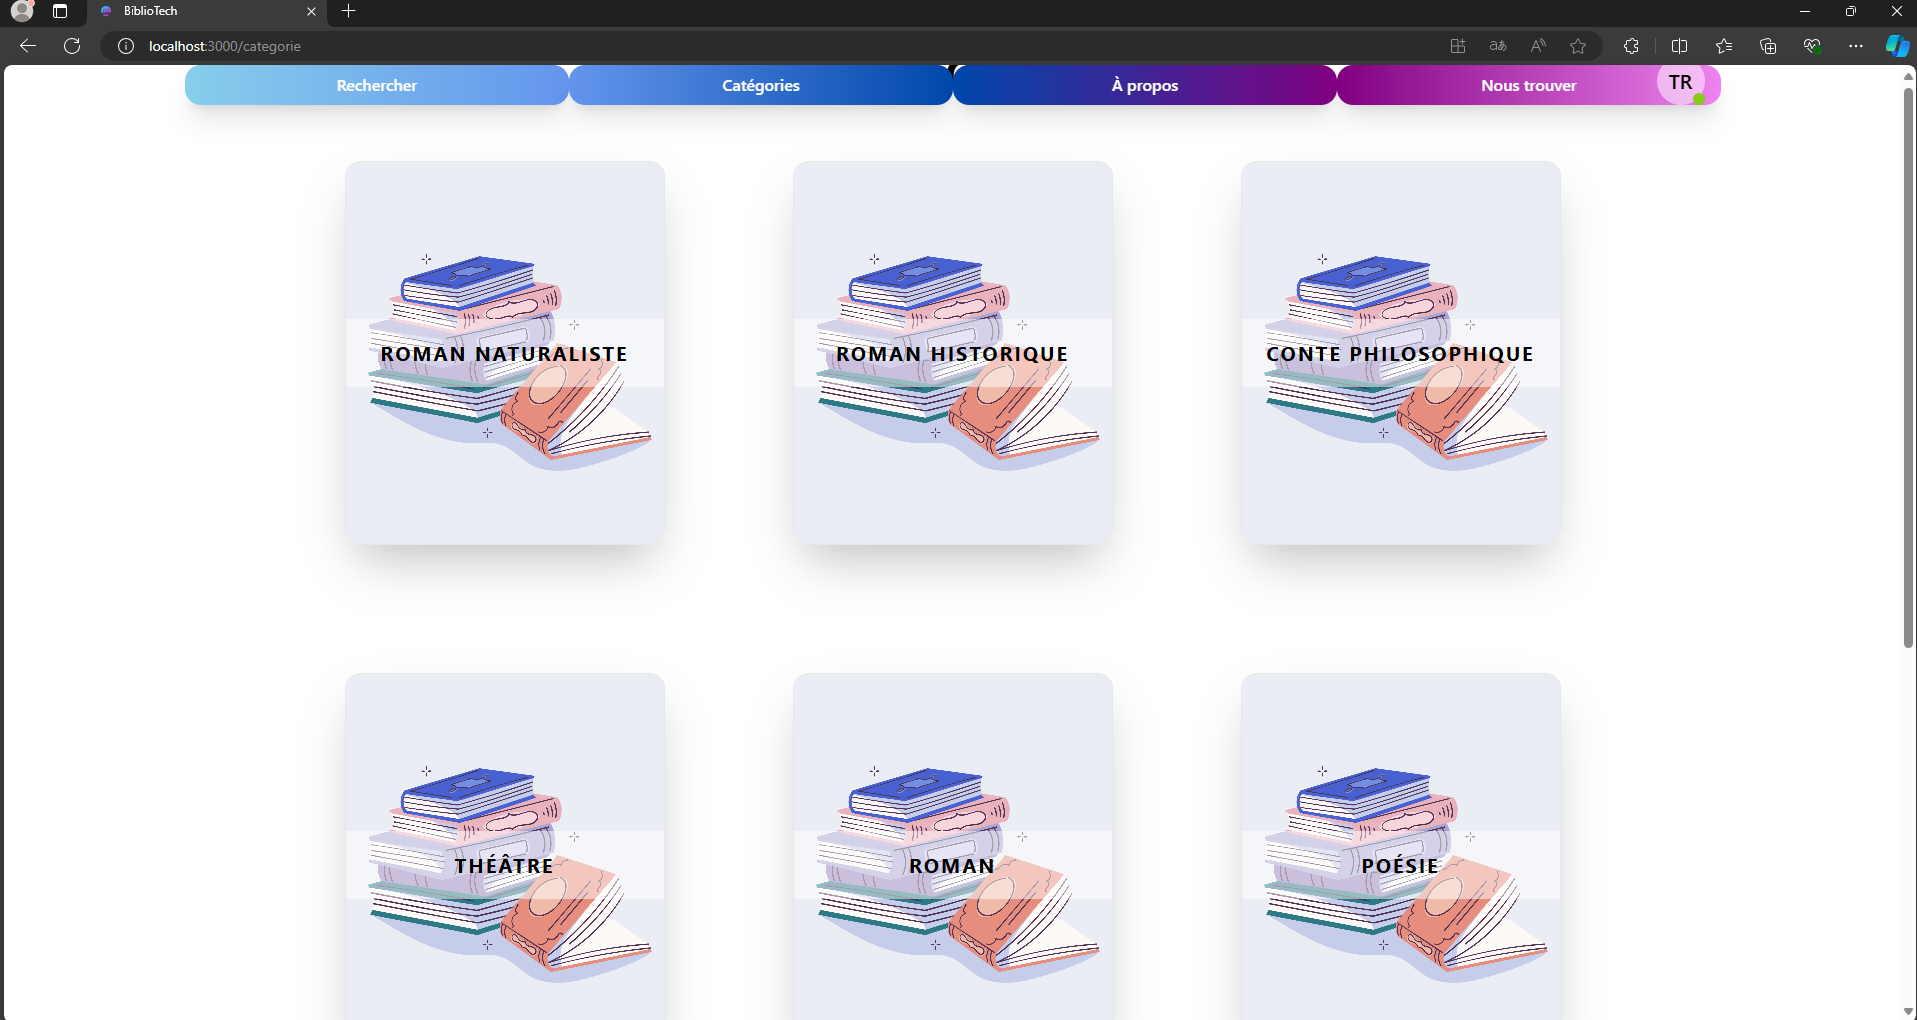 BiblioTech
localhost:3000/categorie
Rechercher
Catégories
À propos
Nous trouver
TR
ROMAN NATURALISTE
ROMAN HISTORIQUE
CONTE PHILOSOPHIQUE
THÉÂTRE
ROMAN
POÉSIE